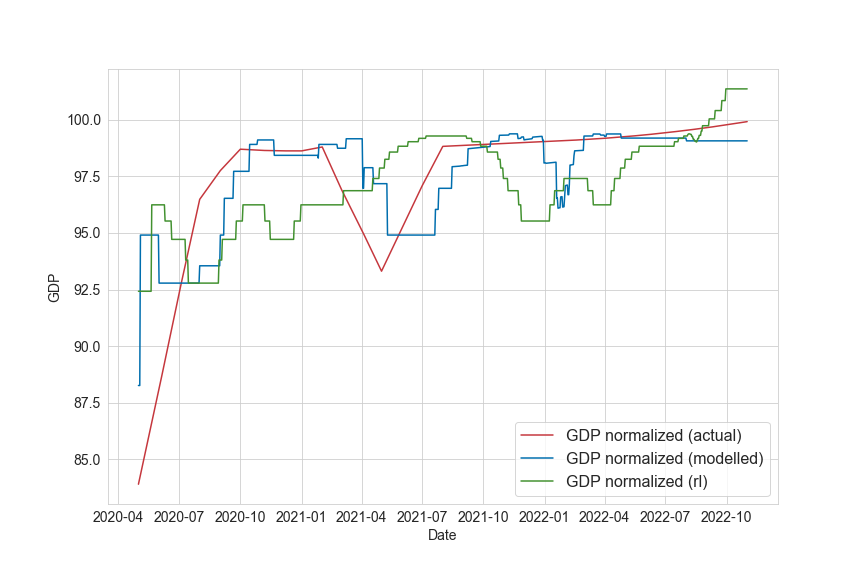 100.0
97.5
95.0
92.5
90.0
87.5
85.0
GDP
GDP normalized (actual)
GDP normalized (modelled)
GDP normalized (rl)
2020-04 2020-07 2020-10 2021-01 2021-04 2021-07 2021-10 2022-01 2022-04 2022-07 2022-10
Date